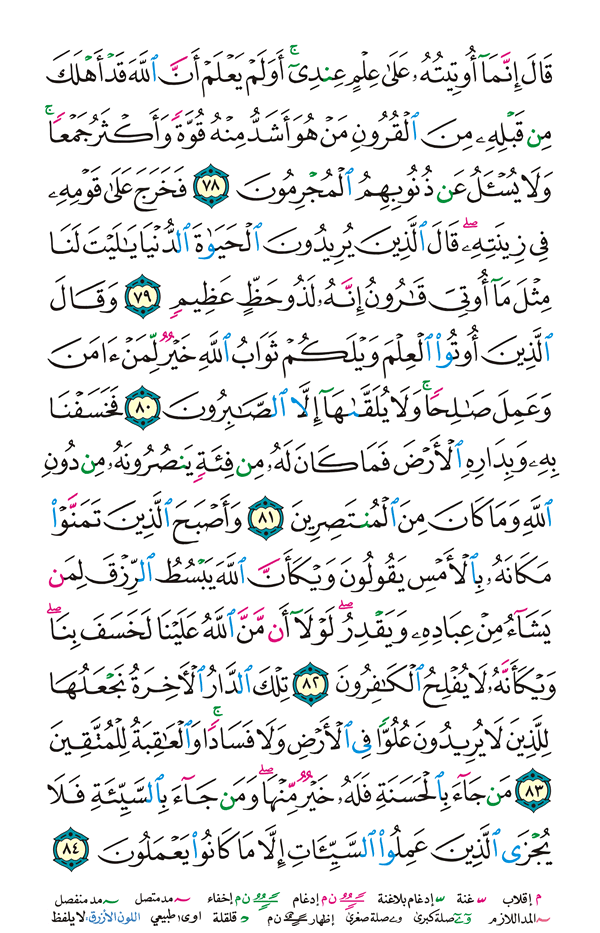 قَالَ إِنَّمَآ أُوتِيتُهُۥ عَلَىٰ عِلْمٍ عِندِىٓ ۚ أَوَلَمْ يَعْلَمْ أَنَّ ٱللَّهَ قَدْ أَهْلَكَ
مِن قَبْلِهِۦ مِنَ ٱلْقُرُونِ مَنْ هُوَ أَشَدُّ مِنْهُ قُوَّةً وَأَكْثَرُ جَمْعًا ۚ
وَلَا يُسْـَٔلُ عَن ذُنُوبِهِمُ ٱلْمُجْرِمُونَ ٧٨ فَخَرَجَ عَلَىٰ قَوْمِهِۦ
فِى زِينَتِهِۦ ۖ قَالَ ٱلَّذِينَ يُرِيدُونَ ٱلْحَيَوٰةَ ٱلدُّنْيَا يَـٰلَيْتَ لَنَا
مِثْلَ مَآ أُوتِىَ قَـٰرُونُ إِنَّهُۥ لَذُو حَظٍّ عَظِيمٍ ٧٩ وَقَالَ
ٱلَّذِينَ أُوتُوا۟ ٱلْعِلْمَ وَيْلَكُمْ ثَوَابُ ٱللَّهِ خَيْرٌ لِّمَنْ ءَامَنَ
وَعَمِلَ صَـٰلِحًا ۚ وَلَا يُلَقَّىٰهَآ إِلَّا ٱلصَّـٰبِرُونَ ٨٠ فَخَسَفْنَا
بِهِۦ وَبِدَارِهِ ٱلْأَرْضَ فَمَا كَانَ لَهُۥ مِن فِئَةٍ يَنصُرُونَهُۥ مِن دُونِ
ٱللَّهِ وَمَا كَانَ مِنَ ٱلْمُنتَصِرِينَ ٨١ وَأَصْبَحَ ٱلَّذِينَ تَمَنَّوْا۟
مَكَانَهُۥ بِٱلْأَمْسِ يَقُولُونَ وَيْكَأَنَّ ٱللَّهَ يَبْسُطُ ٱلرِّزْقَ لِمَن
يَشَآءُ مِنْ عِبَادِهِۦ وَيَقْدِرُ ۖ لَوْلَآ أَن مَّنَّ ٱللَّهُ عَلَيْنَا لَخَسَفَ بِنَا ۖ
وَيْكَأَنَّهُۥ لَا يُفْلِحُ ٱلْكَـٰفِرُونَ ٨٢ تِلْكَ ٱلدَّارُ ٱلْأَخِرَةُ نَجْعَلُهَا
لِلَّذِينَ لَا يُرِيدُونَ عُلُوًّا فِى ٱلْأَرْضِ وَلَا فَسَادًا ۚ وَٱلْعَـٰقِبَةُ لِلْمُتَّقِينَ
٨٣ مَن جَآءَ بِٱلْحَسَنَةِ فَلَهُۥ خَيْرٌ مِّنْهَا ۖ وَمَن جَآءَ بِٱلسَّيِّئَةِ فَلَا
يُجْزَى ٱلَّذِينَ عَمِلُوا۟ ٱلسَّيِّـَٔاتِ إِلَّا مَا كَانُوا۟ يَعْمَلُونَ ٨٤
م إقلاب غنة إدغام بلاغنة ن م إدغام ن م إخفاء مد متصل مد منفصل
المد اللازم صلة كبرى صلة صغرى إظهار ن م قلقلة اوى طبيعي اللون الأزرق: لا يلفظ